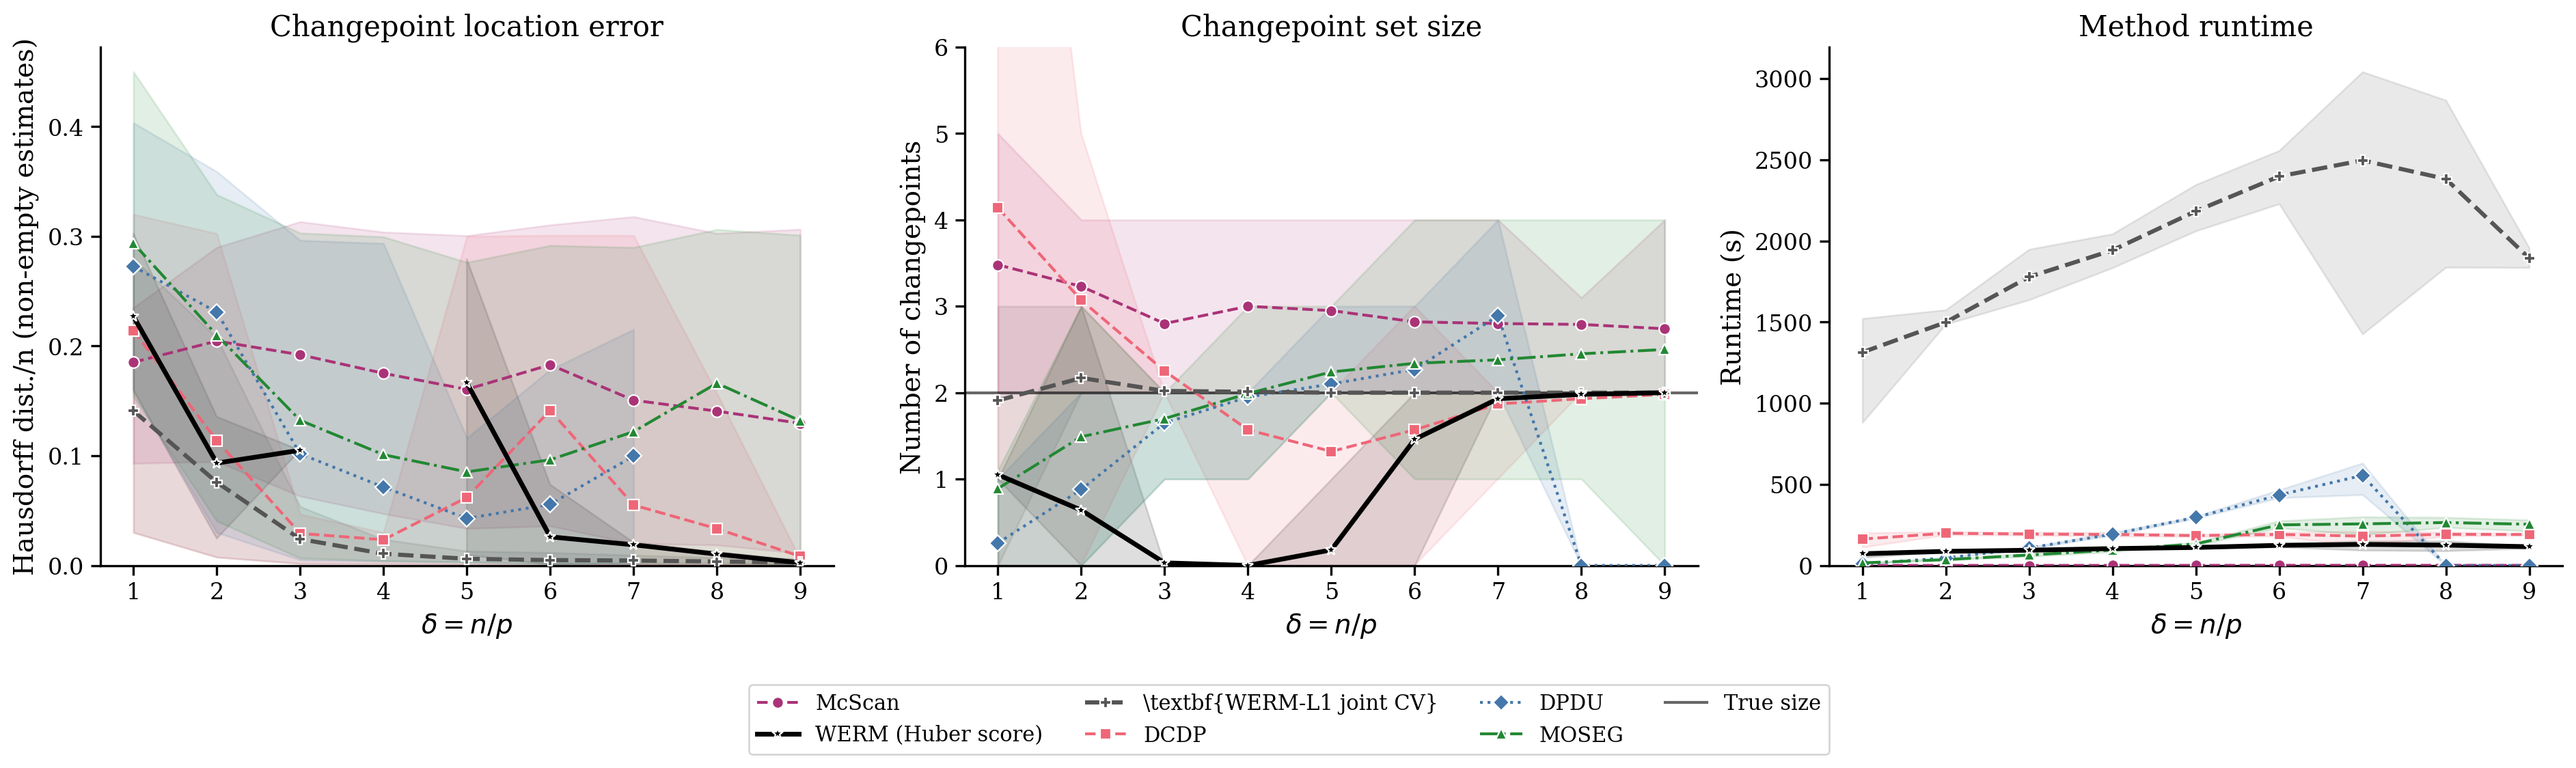 Changepoint location error
Hausdorff dist./n (non-empty estimates)
0.4
0.3
0.2
0.1
0.0
1 2 3 4 5 6 7 8 9
δ = n/p
Changepoint set size
Number of changepoints
6
5
4
3
2
1
0
1 2 3 4 5 6 7 8 9
δ = n/p
Method runtime
Runtime (s)
3000
2500
2000
1500
1000
500
0
1 2 3 4 5 6 7 8 9
δ = n/p
McScan
WERM (Huber score)
\textbf{WERM-L1 joint CV}
DCDP
DPDU
MOSEG
True size